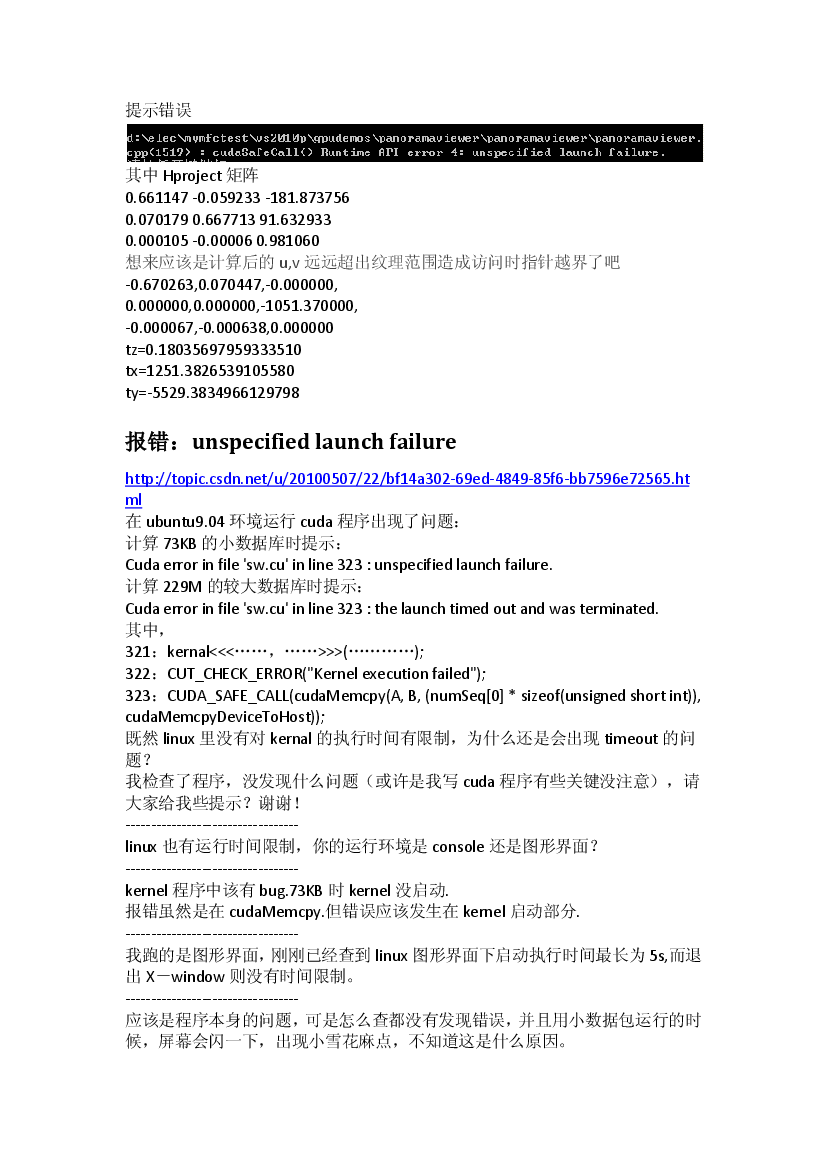 提示错误
d:\elec\mymfctest\vs2010p\gpudemos\panoramaviewer\panoramaviewer\panoramaviewer.
cpp(1519) : cudaSafeCall() Runtime API error 4: unspecified launch failure.
其中 Hproject 矩阵
0.661147 -0.059233 -181.873756
0.070179 0.667713 91.632933
0.000105 -0.00006 0.981060
想来应该是计算后的 u,v 远远超出纹理范围造成访问时指针越界了吧
-0.670263,0.070447,-0.000000,
0.000000,0.000000,-1051.370000,
-0.000067,-0.000638,0.000000
tz=0.18035697959333510
tx=1251.3826539105580
ty=-5529.3834966129798
报错：unspecified launch failure
http://topic.csdn.net/u/20100507/22/bf14a302-69ed-4849-85f6-bb7596e72565.ht
ml
在 ubuntu9.04 环境运行 cuda 程序出现了问题：
计算 73KB 的小数据库时提示：
Cuda error in file 'sw.cu' in line 323 : unspecified launch failure.
计算 229M 的较大数据库时提示：
Cuda error in file 'sw.cu' in line 323 : the launch timed out and was terminated.
其中，
321：kernal<<<……，……>>>(…………);
322：CUT_CHECK_ERROR("Kernel execution failed");
323：CUDA_SAFE_CALL(cudaMemcpy(A, B, (numSeq[0] * sizeof(unsigned short int)),
cudaMemcpyDeviceToHost));
既然 linux 里没有对 kernal 的执行时间有限制，为什么还是会出现 timeout 的问
题？
我检查了程序，没发现什么问题（或许是我写 cuda 程序有些关键没注意），请
大家给我些提示？谢谢！
----------------------------------
linux 也有运行时间限制，你的运行环境是 console 还是图形界面？
----------------------------------
kernel 程序中该有 bug.73KB 时 kernel 没启动.
报错虽然是在 cudaMemcpy.但错误应该发生在 kernel 启动部分.
----------------------------------
我跑的是图形界面，刚刚已经查到 linux 图形界面下启动执行时间最长为 5s,而退
出 X－window 则没有时间限制。
----------------------------------
应该是程序本身的问题，可是怎么查都没有发现错误，并且用小数据包运行的时
候，屏幕会闪一下，出现小雪花麻点，不知道这是什么原因。